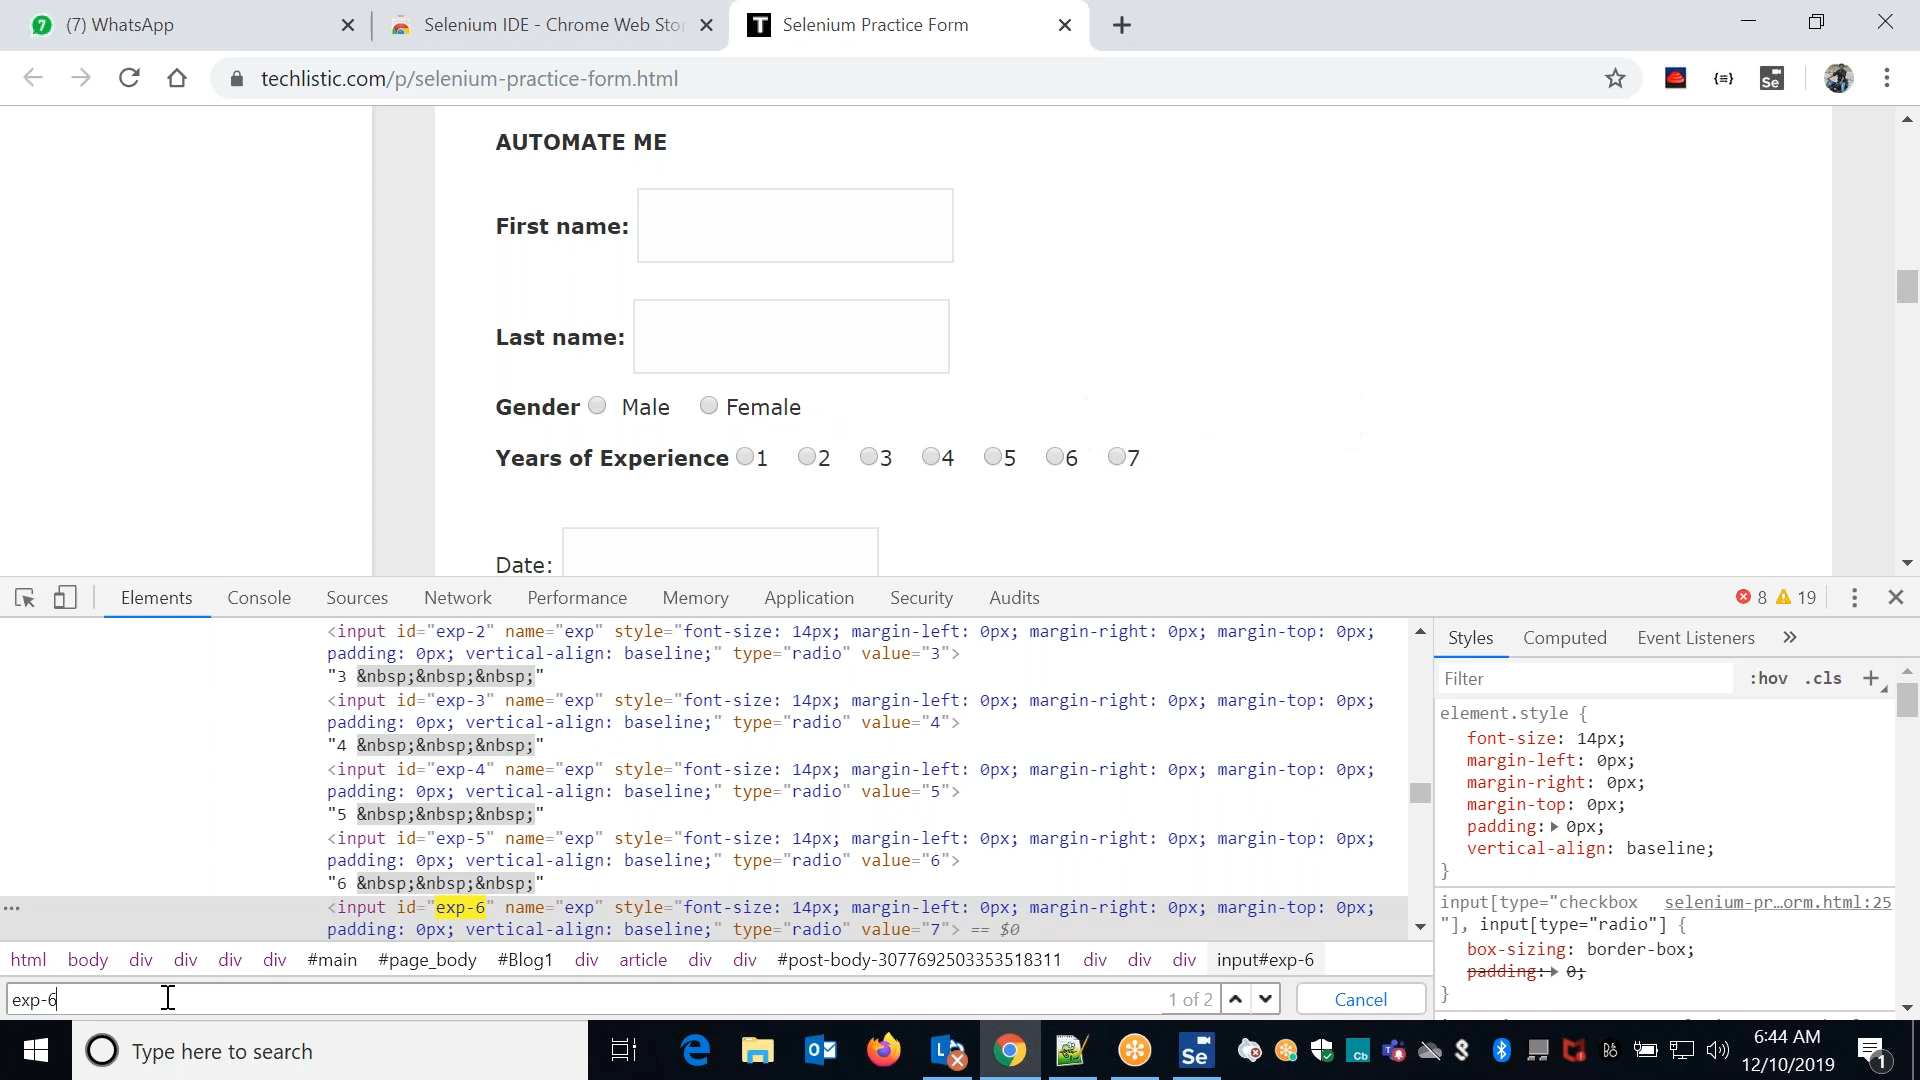 (7) WhatsApp
Selenium IDE - Chrome Web Stor
Selenium Practice Form
techlistic.com/p/selenium-practice-form.html
AUTOMATE ME
First name:
Last name:
Gender Male Female
Years of Experience 1 2 3 4 5 6 7
Date:
Elements Console Sources Network Performance Memory Application Security Audits 8 19
<input id="exp-2" name="exp" style="font-size: 14px; margin-left: 0px; margin-right: 0px; margin-top: 0px;
padding: 0px; vertical-align: baseline;" type="radio" value="3">
"3 &nbsp;&nbsp;&nbsp;"
<input id="exp-3" name="exp" style="font-size: 14px; margin-left: 0px; margin-right: 0px; margin-top: 0px;
padding: 0px; vertical-align: baseline;" type="radio" value="4">
"4 &nbsp;&nbsp;&nbsp;"
<input id="exp-4" name="exp" style="font-size: 14px; margin-left: 0px; margin-right: 0px; margin-top: 0px;
padding: 0px; vertical-align: baseline;" type="radio" value="5">
"5 &nbsp;&nbsp;&nbsp;"
<input id="exp-5" name="exp" style="font-size: 14px; margin-left: 0px; margin-right: 0px; margin-top: 0px;
padding: 0px; vertical-align: baseline;" type="radio" value="6">
"6 &nbsp;&nbsp;&nbsp;"
<input id="exp-6" name="exp" style="font-size: 14px; margin-left: 0px; margin-right: 0px; margin-top: 0px;
padding: 0px; vertical-align: baseline;" type="radio" value="7"> == $0
html body div div div div #main #page_body #Blog1 div article div div #post-body-3077692503353518311 div div div input#exp-6
exp-6 1 of 2 Cancel
Styles Computed Event Listeners »
Filter :hov .cls +
element.style {
font-size: 14px;
margin-left: 0px;
margin-right: 0px;
margin-top: 0px;
padding: 0px;
vertical-align: baseline;
}
input[type="checkbox selenium-pr…orm.html:25
"], input[type="radio"] {
box-sizing: border-box;
padding: 0;
}
Type here to search
6:44 AM
12/10/2019
1